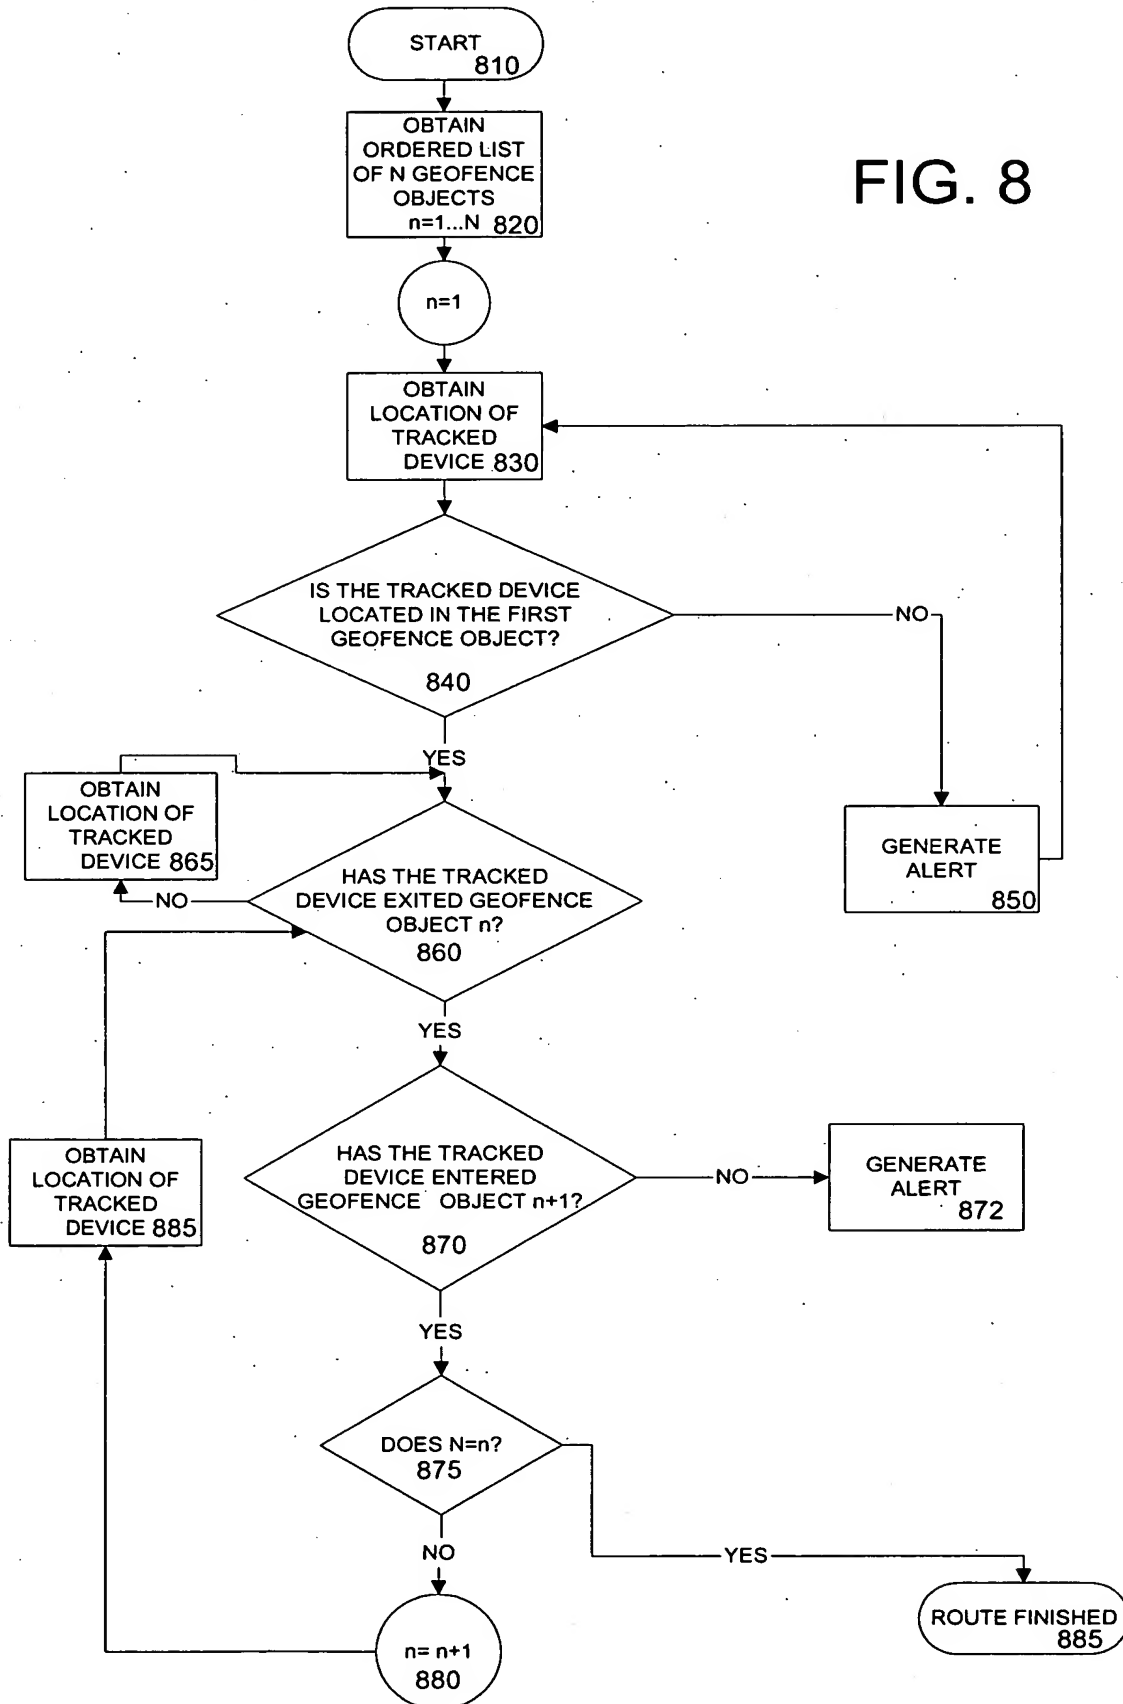 START
810
OBTAIN
ORDERED LIST
OF N GEOFENCE
OBJECTS
n=1...N 820
FIG. 8
n=1
OBTAIN
LOCATION OF
TRACKED
DEVICE 830
IS THE TRACKED DEVICE
LOCATED IN THE FIRST
GEOFENCE OBJECT?
840
NO
YES
OBTAIN
LOCATION OF
TRACKED
DEVICE 865
GENERATE
ALERT
850
HAS THE TRACKED
DEVICE EXITED GEOFENCE
OBJECT n?
860
NO
YES
OBTAIN
LOCATION OF
TRACKED
DEVICE 885
HAS THE TRACKED
DEVICE ENTERED
GEOFENCE OBJECT n+1?
870
NO
GENERATE
ALERT
872
YES
DOES N=n?
875
NO
YES
n= n+1
880
ROUTE FINISHED
885